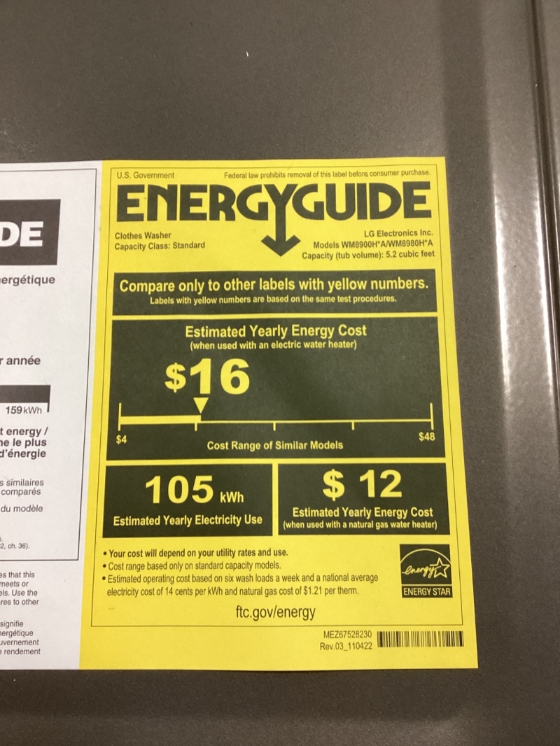 DE
ergétique
r année
159 kWh
t energy /
ne le plus
d'énergie
s similaires
comparés
du modèle
2, ch. 36).
es that this
meets or
els. Use the
res to other
signifie
nergétique
uvernement
e rendement
U.S. Government
Federal law prohibits removal of this label before consumer purchase.
ENERGYGUIDE
Clothes Washer
Capacity Class: Standard
LG Electronics Inc.
Models WM8900H*A/WM8980H*A
Capacity (tub volume): 5.2 cubic feet
Compare only to other labels with yellow numbers.
Labels with yellow numbers are based on the same test procedures.
Estimated Yearly Energy Cost
(when used with an electric water heater)
$16
$4
Cost Range of Similar Models
$48
105 kWh
Estimated Yearly Electricity Use
$ 12
Estimated Yearly Energy Cost
(when used with a natural gas water heater)
• Your cost will depend on your utility rates and use.
• Cost range based only on standard capacity models.
• Estimated operating cost based on six wash loads a week and a national average
electricity cost of 14 cents per kWh and natural gas cost of $1.21 per therm.
ftc.gov/energy
energy
ENERGY STAR
MEZ67528230
Rev.03_110422